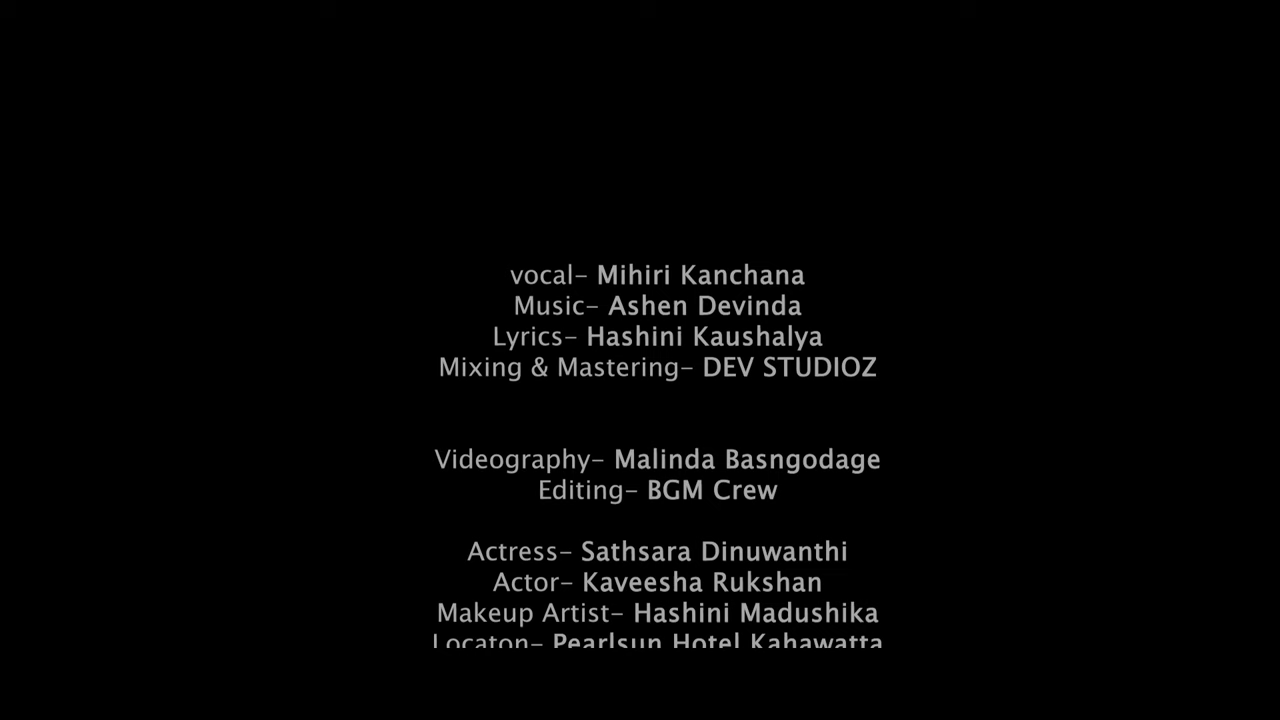 vocal- Mihiri Kanchana
Music- Ashen Devinda
Lyrics- Hashini Kaushalya
Mixing & Mastering- DEV STUDIOZ
Videography- Malinda Basngodage
Editing- BGM Crew
Actress- Sathsara Dinuwanthi
Actor- Kaveesha Rukshan
Makeup Artist- Hashini Madushika
Locaton- Pearlsun Hotel Kahawatta